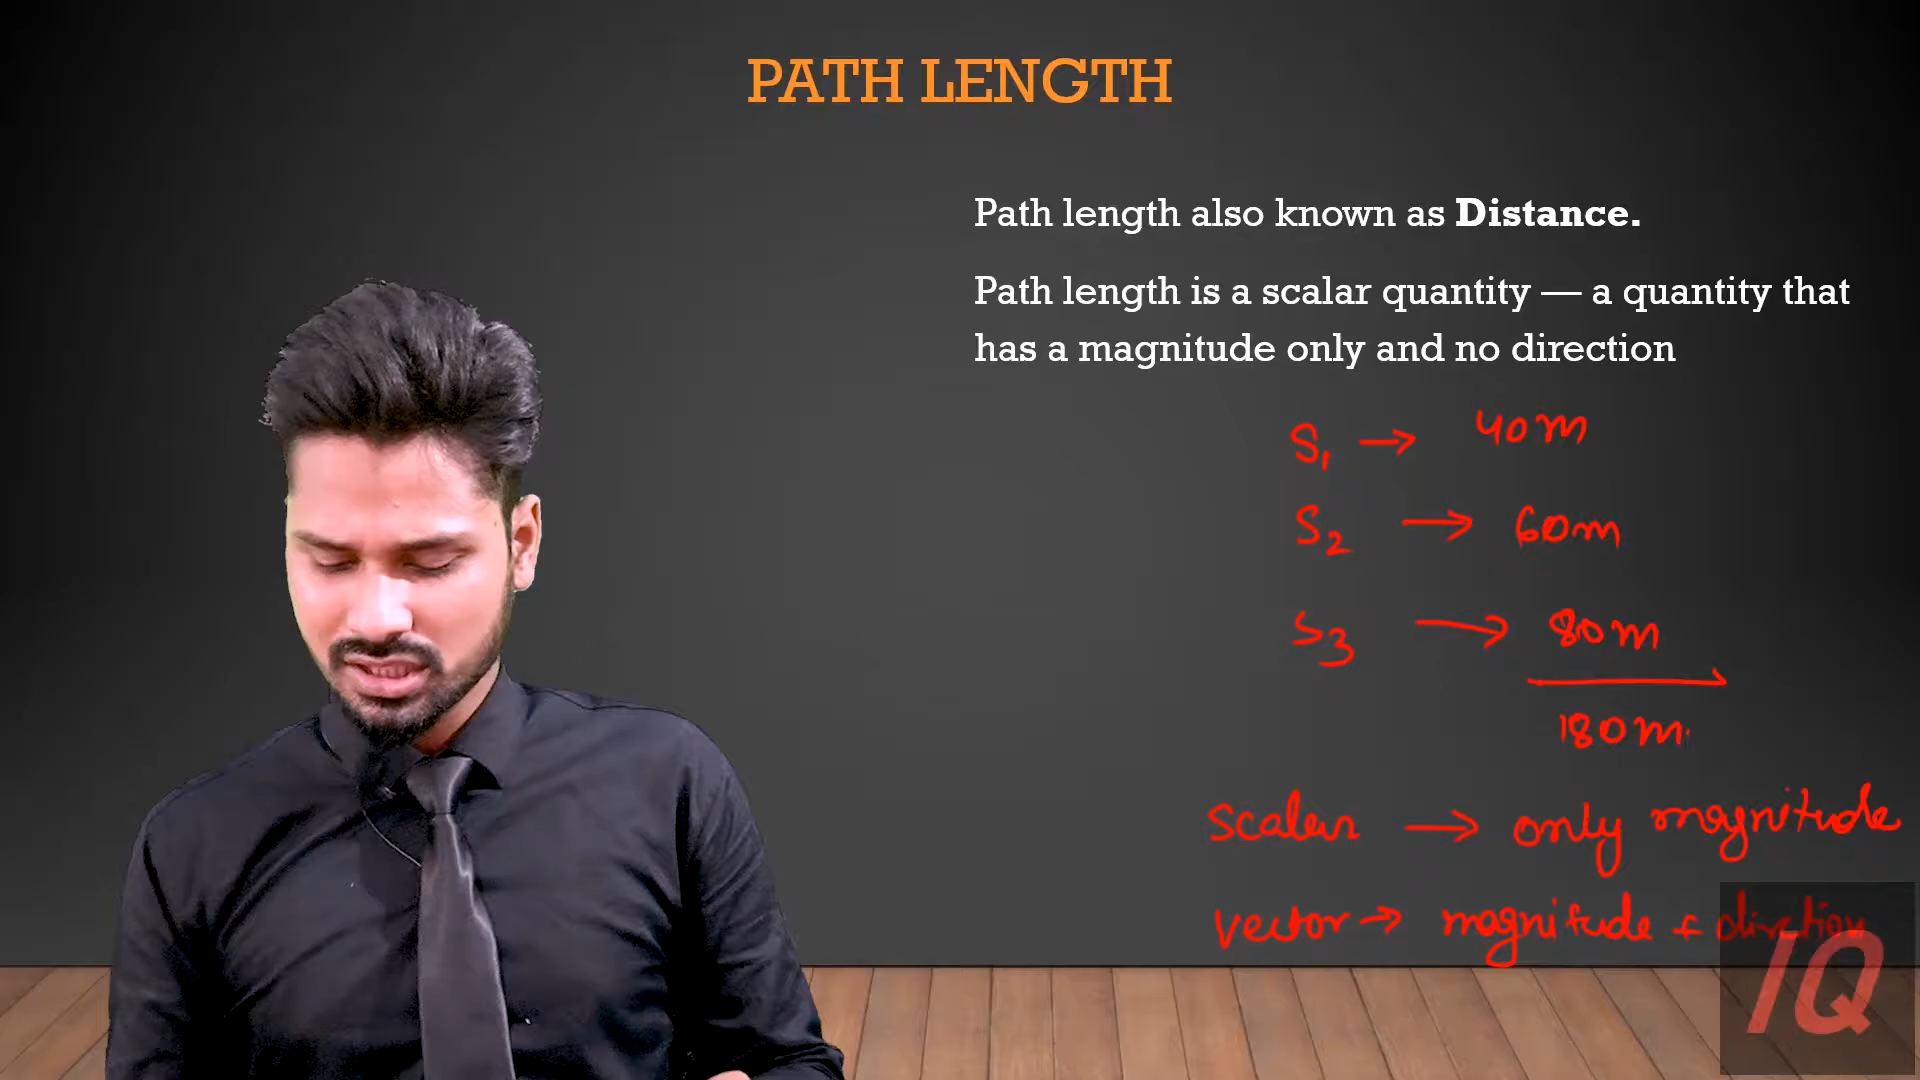 PATH LENGTH
Path length also known as Distance.
Path length is a scalar quantity — a quantity that
has a magnitude only and no direction
S₁ → 40m
S₂ → 60m
S₃ → 80m
180m
scalar → only magnitude
vector → magnitude + direction
IQ